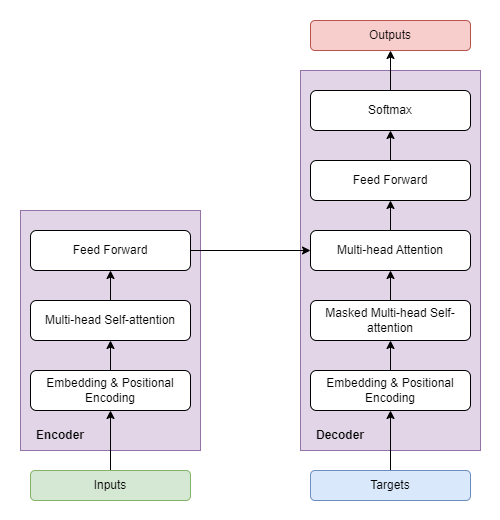 Outputs
Softmax
Feed Forward
Feed Forward
Multi-head Attention
Multi-head Self-attention
Masked Multi-head Self-
attention
Embedding & Positional
Encoding
Embedding & Positional
Encoding
Encoder
Decoder
Inputs
Targets